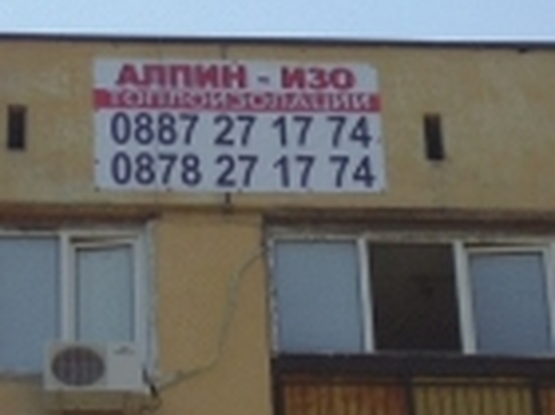 АЛПИН - ИЗО
ТОПЛОИЗОЛАЦИИ
0887 27 17 74
0878 27 17 74